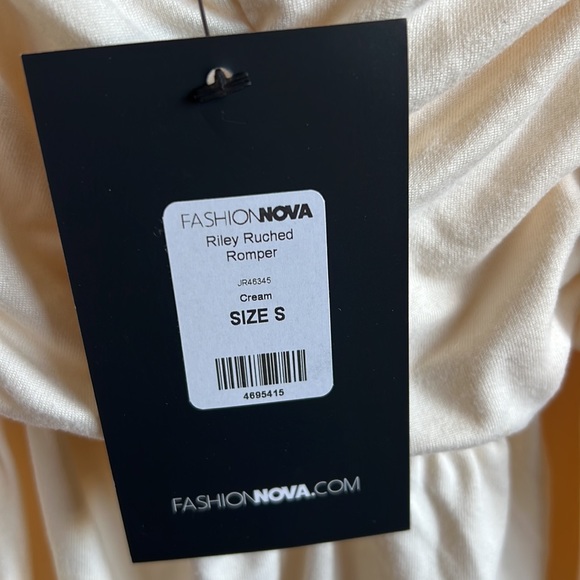 FASHIONNOVA
Riley Ruched
Romper
JR46345
Cream
SIZE S
4695415
FASHIONNOVA.COM